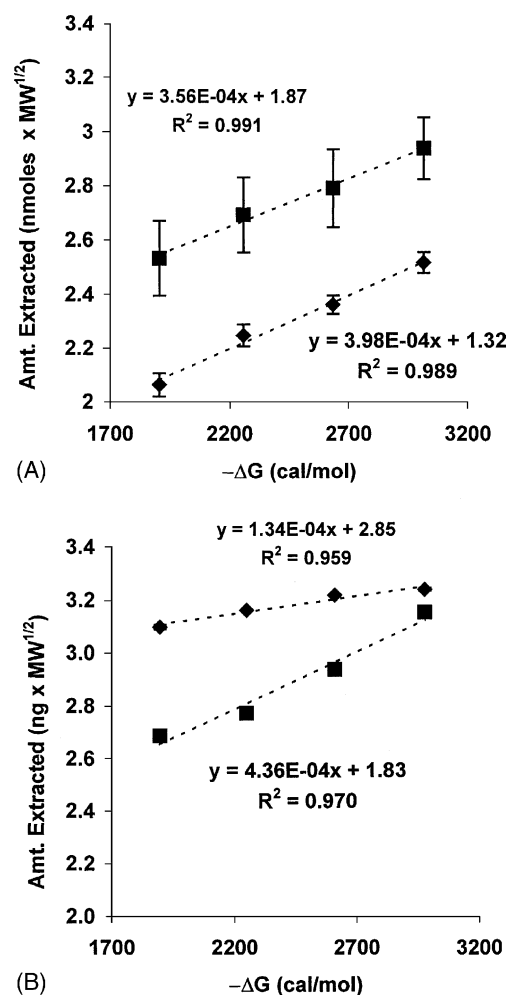 3.4
3.2
3
2.8
2.6
2.4
2.2
2
Amt. Extracted (nmoles x MW^1/2)
y = 3.56E-04x + 1.87
R² = 0.991
y = 3.98E-04x + 1.32
R² = 0.989
1700 2200 2700 3200
(A)
−ΔG (cal/mol)
y = 1.34E-04x + 2.85
R² = 0.959
3.4
3.2
3.0
2.8
2.6
2.4
2.2
2.0
Amt. Extracted (ng x MW^1/2)
y = 4.36E-04x + 1.83
R² = 0.970
1700 2200 2700 3200
(B)
−ΔG (cal/mol)